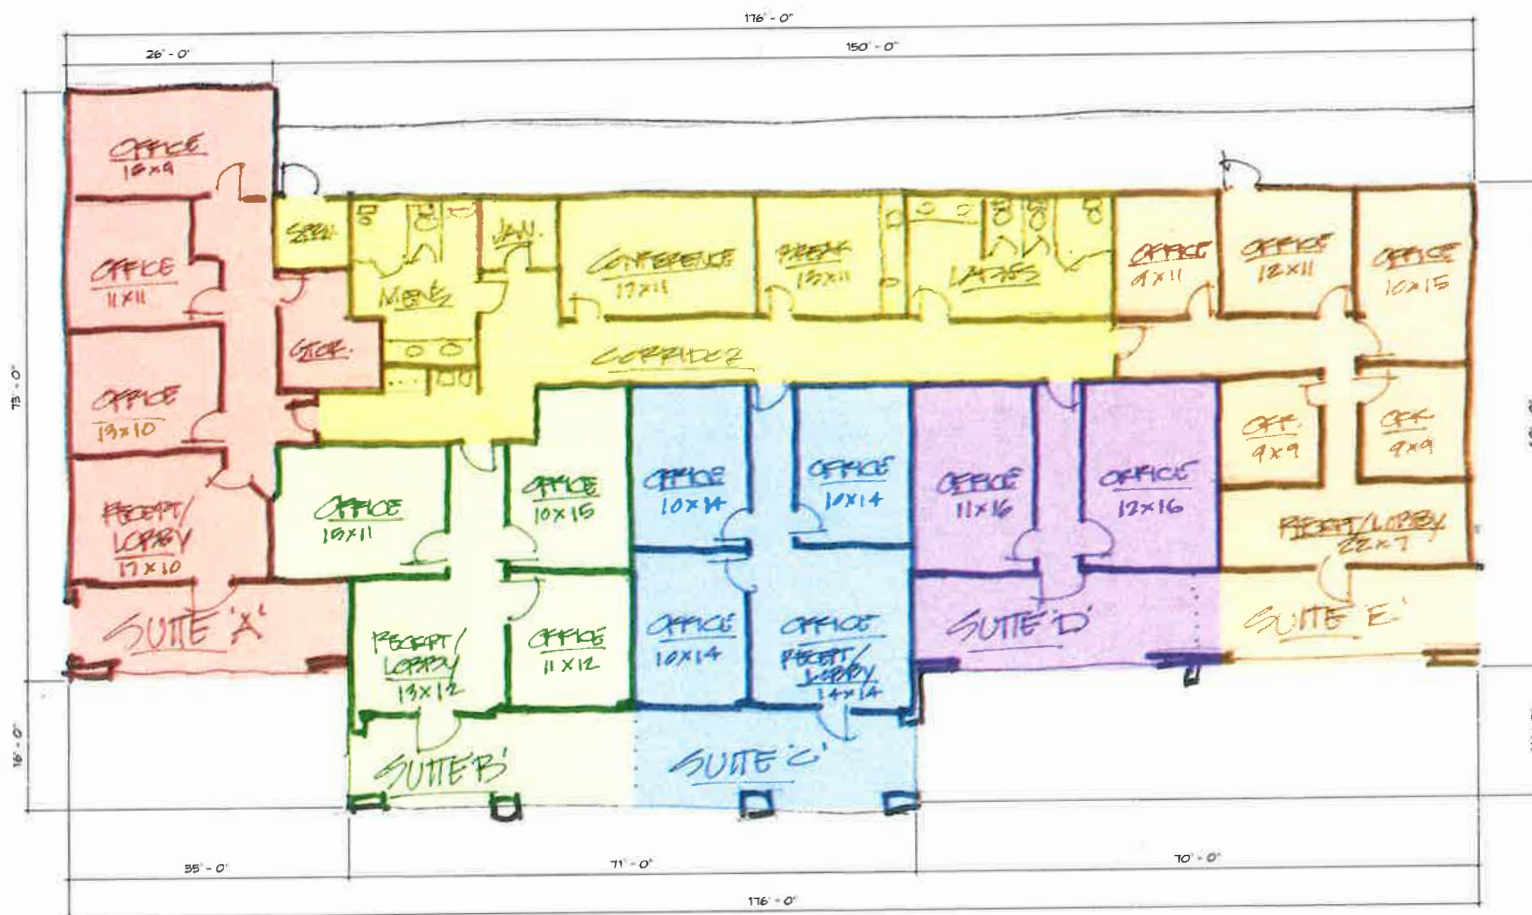 176'-0"
26'-0"
150'-0"
OFFICE
15x9
OFFICE
11x11
JAN.
CONFERENCE
17x11
BREAK
13x11
LADIES
OFFICE
9x11
OFFICE
12x11
OFFICE
10x15
MENS
STOR.
CORRIDOR
73'-0"
OFFICE
13x10
OFF.
9x9
OFF.
9x9
RECEPT/
LOBBY
17x10
OFFICE
15x11
OFFICE
10x15
OFFICE
10x14
OFFICE
10x14
OFFICE
11x16
OFFICE
12x16
RECEPT/LOBBY
22x7
SUITE 'A'
RECEPT/
LOBBY
13x12
OFFICE
11x12
OFFICE
10x14
OFFICE
RECEPT/
LOBBY
14x14
SUITE 'D'
SUITE 'E'
16'-0"
SUITE 'B'
SUITE 'C'
35'-0"
71'-0"
70'-0"
176'-0"